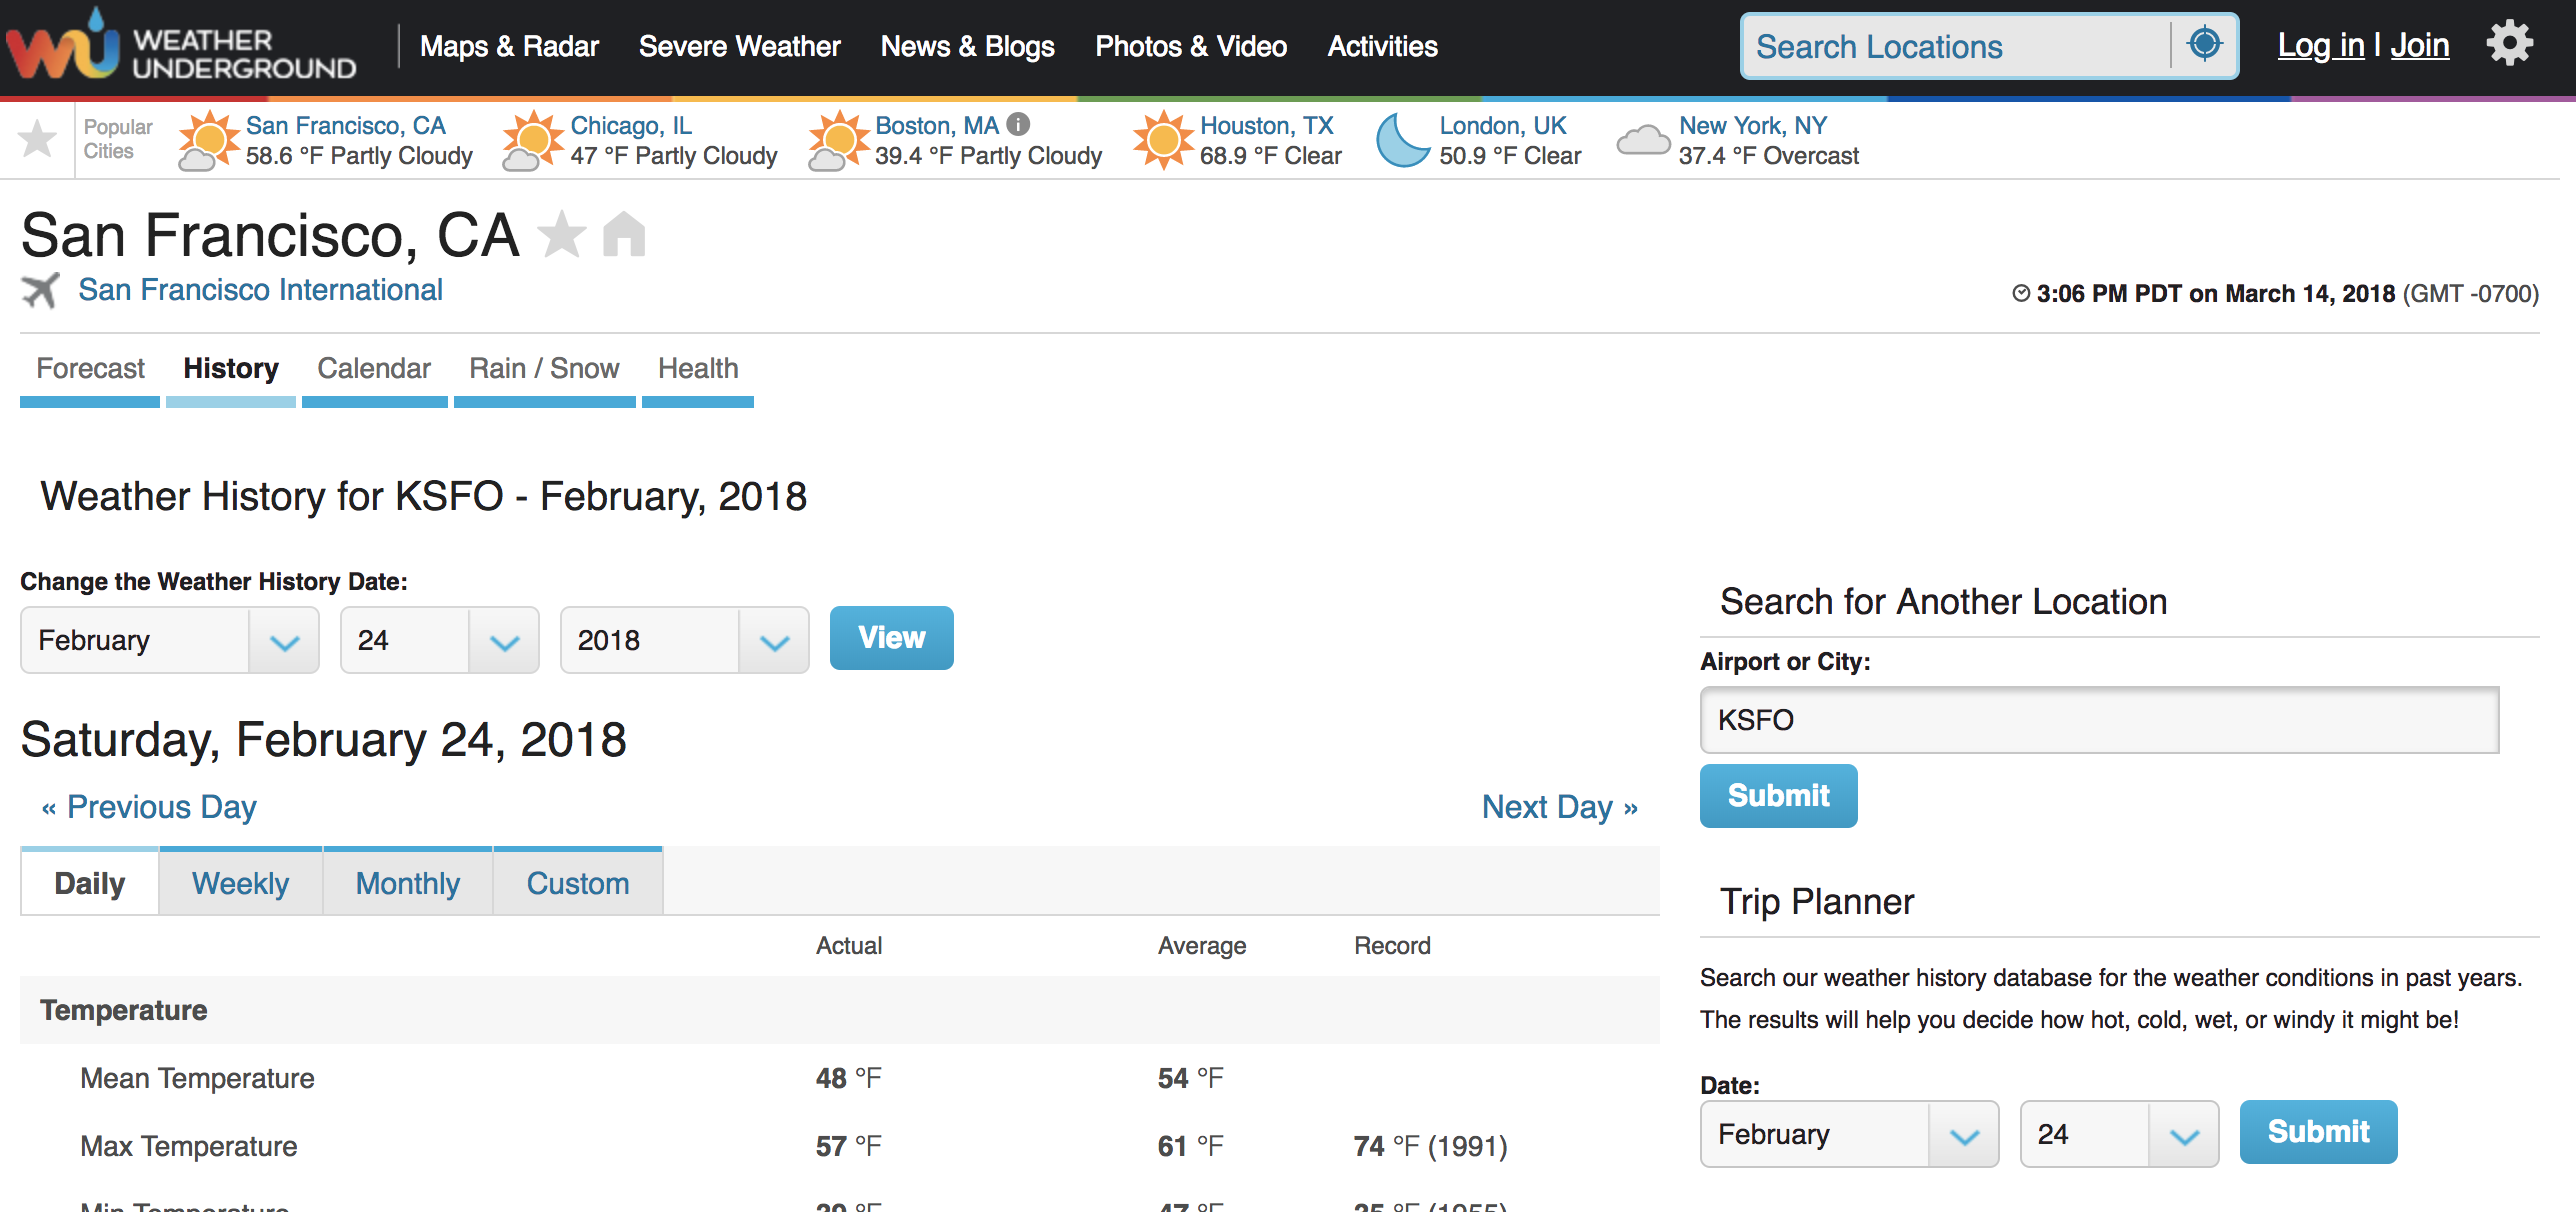 WEATHER
UNDERGROUND
Maps & Radar Severe Weather News & Blogs Photos & Video Activities
Search Locations
Log in | Join
Popular
Cities
San Francisco, CA
58.6 °F Partly Cloudy
Chicago, IL
47 °F Partly Cloudy
Boston, MA
39.4 °F Partly Cloudy
Houston, TX
68.9 °F Clear
London, UK
50.9 °F Clear
New York, NY
37.4 °F Overcast
San Francisco, CA
San Francisco International
3:06 PM PDT on March 14, 2018 (GMT -0700)
Forecast History Calendar Rain / Snow Health
Weather History for KSFO - February, 2018
Change the Weather History Date:
February 24 2018 View
Saturday, February 24, 2018
« Previous Day Next Day »
Daily Weekly Monthly Custom
Actual Average Record
Temperature
Mean Temperature 48 °F 54 °F
Max Temperature 57 °F 61 °F 74 °F (1991)
Min Temperature 39 °F 47 °F 35 °F (1955)
Search for Another Location
Airport or City:
KSFO
Submit
Trip Planner
Search our weather history database for the weather conditions in past years.
The results will help you decide how hot, cold, wet, or windy it might be!
Date:
February 24 Submit